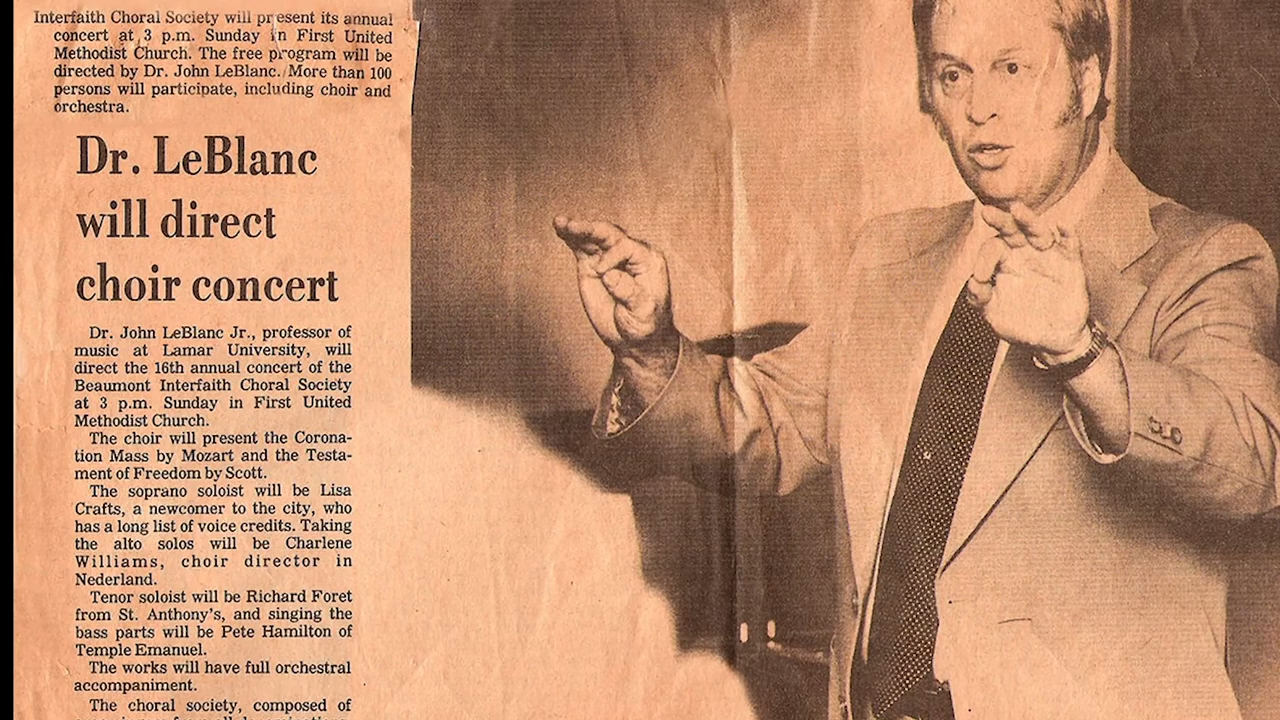 Interfaith Choral Society will present its annual
concert at 3 p.m. Sunday in First United
Methodist Church. The free program will be
directed by Dr. John LeBlanc. More than 100
persons will participate, including choir and
orchestra.
Dr. LeBlanc
will direct
choir concert
Dr. John LeBlanc Jr., professor of
music at Lamar University, will
direct the 16th annual concert of the
Beaumont Interfaith Choral Society
at 3 p.m. Sunday in First United
Methodist Church.
The choir will present the Corona-
tion Mass by Mozart and the Testa-
ment of Freedom by Scott.
The soprano soloist will be Lisa
Crafts, a newcomer to the city, who
has a long list of voice credits. Taking
the alto solos will be Charlene
Williams, choir director in
Nederland.
Tenor soloist will be Richard Foret
from St. Anthony's, and singing the
bass parts will be Pete Hamilton of
Temple Emanuel.
The works will have full orchestral
accompaniment.
The choral society, composed of